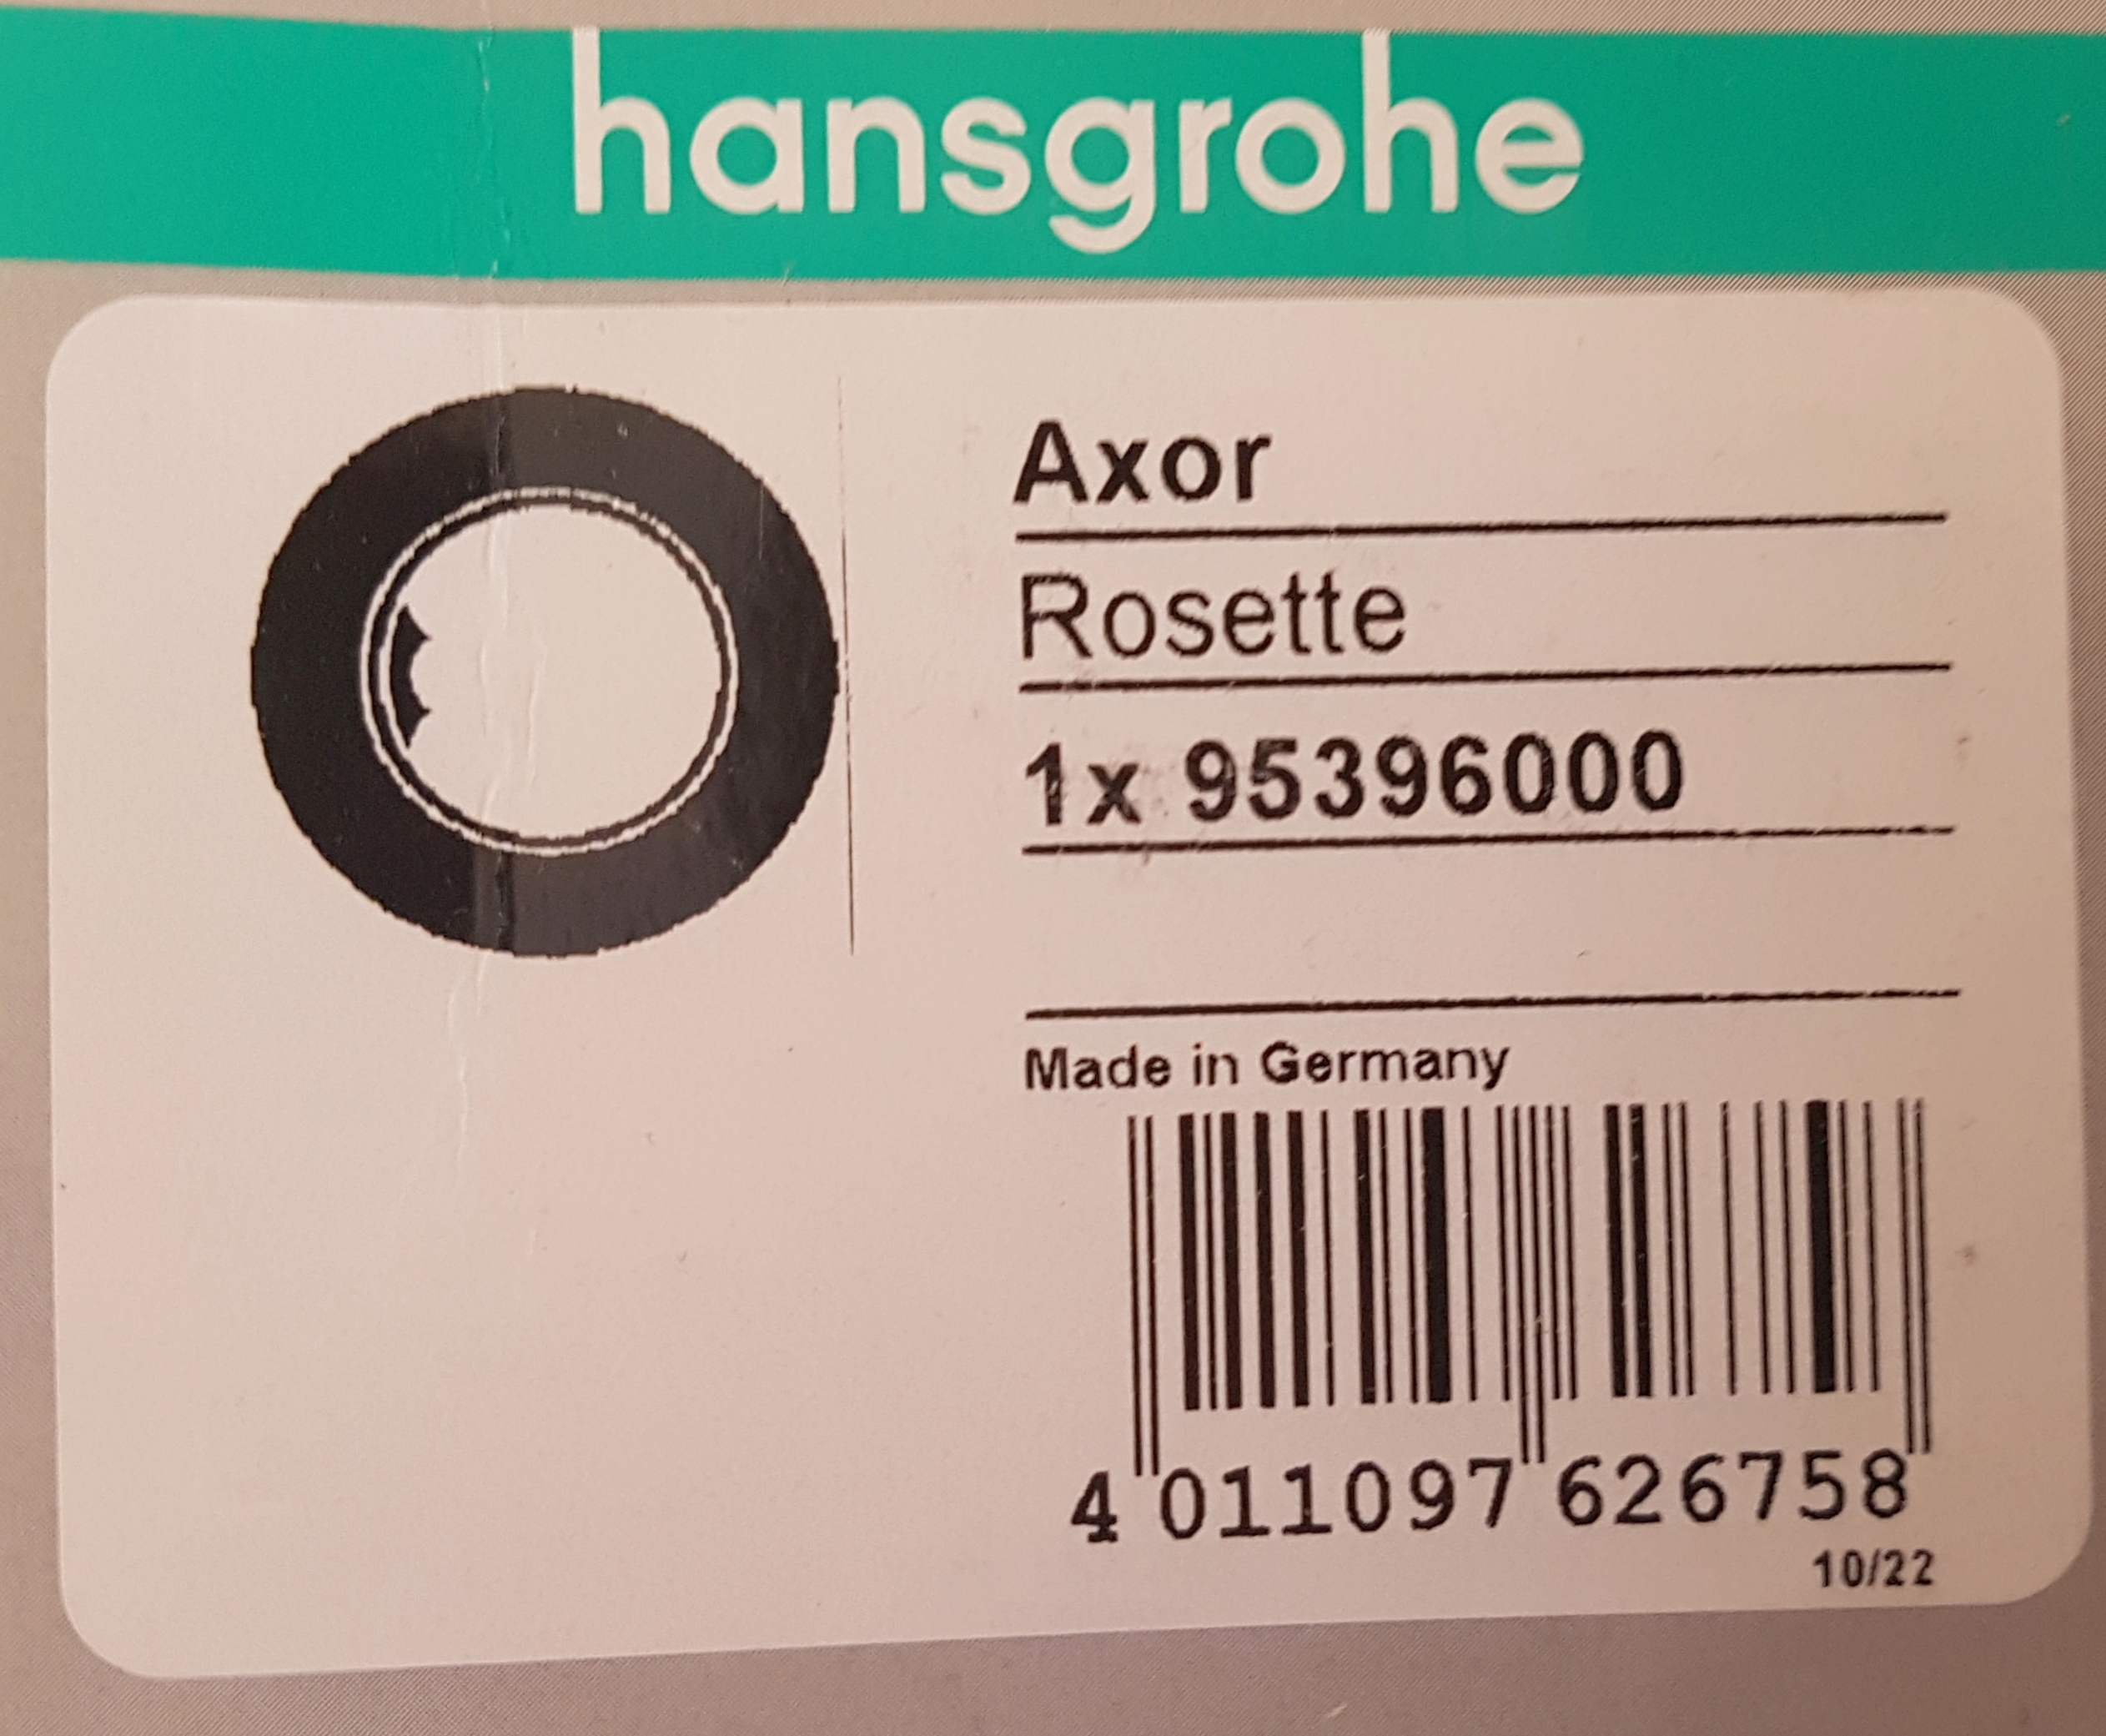 hansgrohe
Axor
Rosette
1x 95396000
Made in Germany
4 011097 626758
10/22